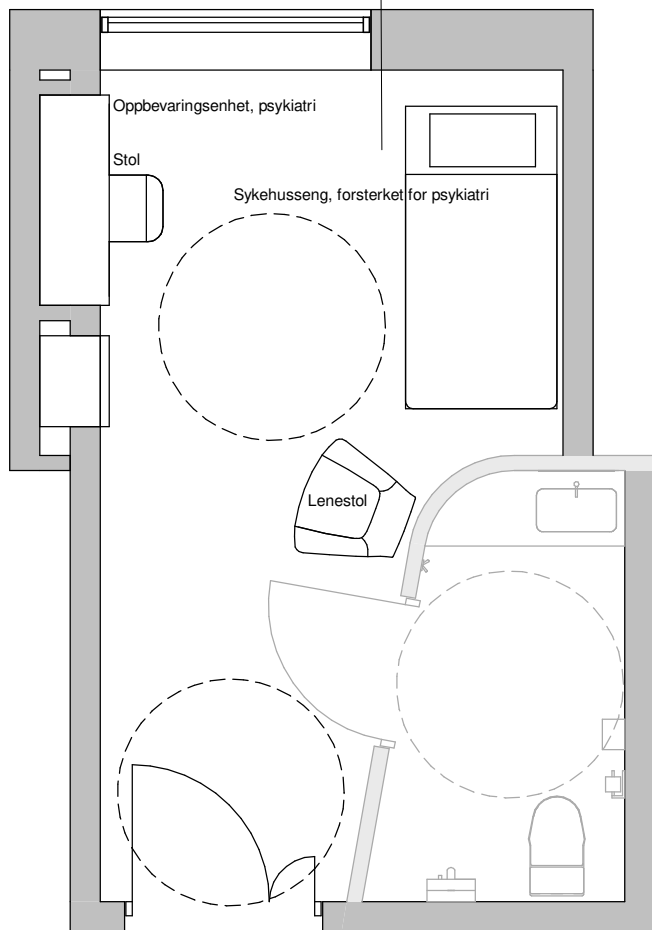 Oppbevaringsenhet, psykiatri
Stol
Sykehusseng, forsterket for psykiatri
Lenestol